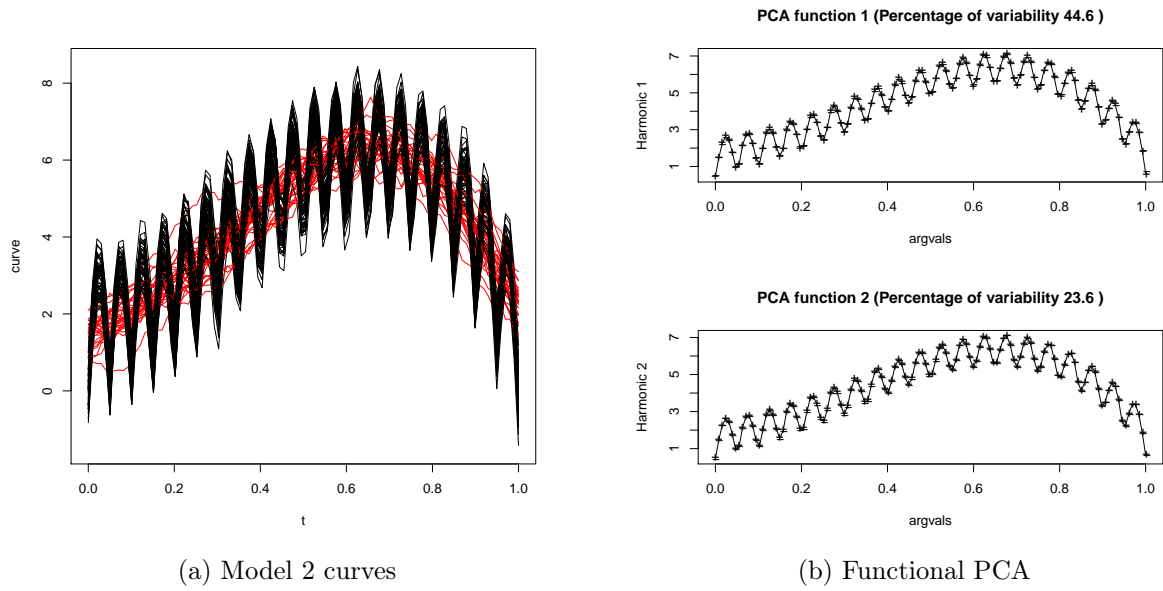 curve
8
6
4
2
0
0.0 0.2 0.4 0.6 0.8 1.0
t
(a) Model 2 curves
PCA function 1 (Percentage of variability 44.6 )
Harmonic 1
7
5
3
1
0.0 0.2 0.4 0.6 0.8 1.0
argvals
PCA function 2 (Percentage of variability 23.6 )
Harmonic 2
7
5
3
1
0.0 0.2 0.4 0.6 0.8 1.0
argvals
(b) Functional PCA